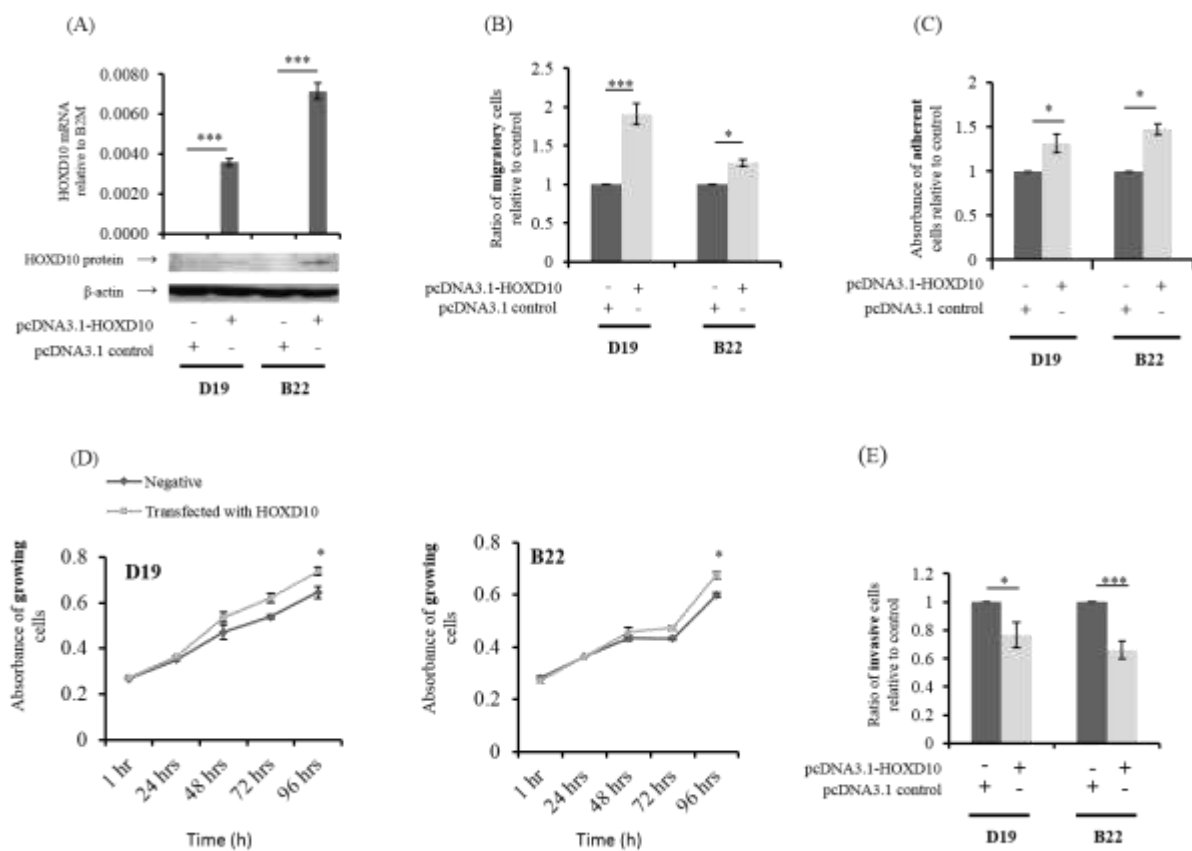 (A)
***
***
0.0080
0.0060
0.0040
0.0020
0.0000
HOXD10 mRNA
relative to B2M
HOXD10 protein →
β-actin →
pcDNA3.1-HOXD10 - + - +
pcDNA3.1 control + - + -
D19 B22
(B)
2.5
2
1.5
1
0.5
0
Ratio of migratory cells
relative to control
***
*
pcDNA3.1-HOXD10 - + - +
pcDNA3.1 control + - + -
D19 B22
(C)
1.5
1
0.5
0
Absorbance of adherent
cells relative to control
*
*
pcDNA3.1-HOXD10 - + - +
pcDNA3.1 control + - + -
D19 B22
(D)
Negative
Transfected with HOXD10
D19
0.8
0.6
0.4
0.2
0
Absorbance of growing
cells
*
1 hr 24 hrs 48 hrs 72 hrs 96 hrs
Time (h)
B22
0.8
0.6
0.4
0.2
0
Absorbance of growing
cells
*
1 hr 24 hrs 48 hrs 72 hrs 96 hrs
Time (h)
(E)
1.2
1
0.8
0.6
0.4
0.2
0
Ratio of invasive cells
relative to control
*
***
pcDNA3.1-HOXD10 - + - +
pcDNA3.1 control + - + -
D19 B22